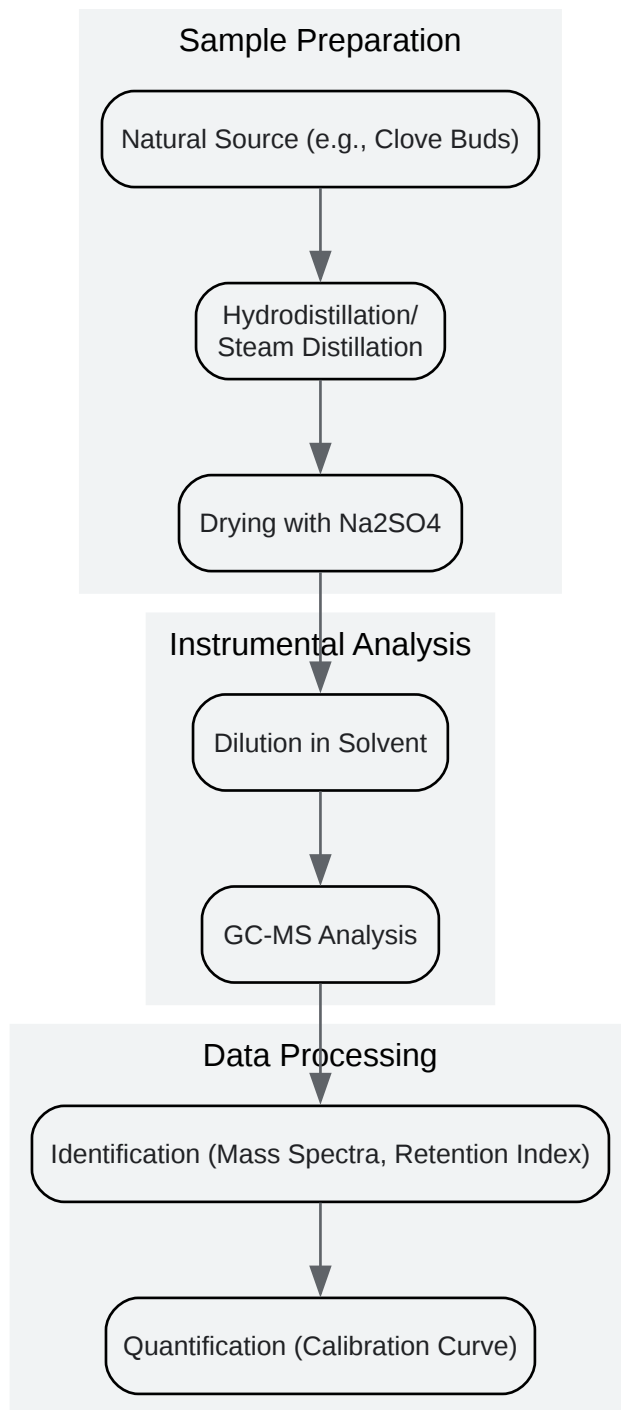 Sample Preparation
Natural Source (e.g., Clove Buds)
Hydrodistillation/
Steam Distillation
Drying with Na2SO4
Instrumental Analysis
Dilution in Solvent
GC-MS Analysis
Data Processing
Identification (Mass Spectra, Retention Index)
Quantification (Calibration Curve)